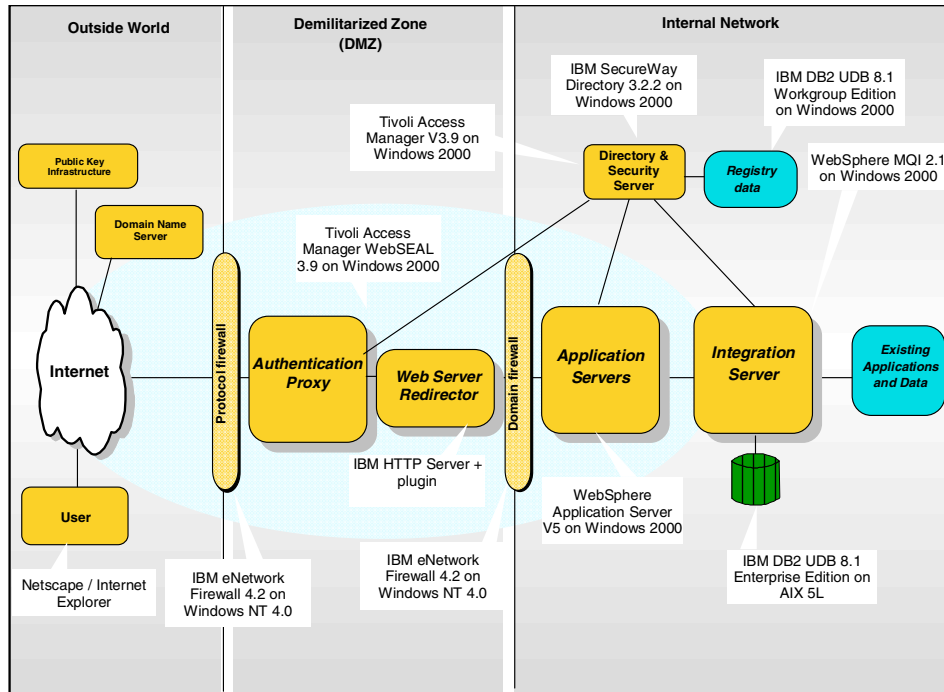 Outside World
Demilitarized Zone
(DMZ)
Internal Network
IBM SecureWay
Directory 3.2.2 on
Windows 2000
IBM DB2 UDB 8.1
Workgroup Edition
on Windows 2000
Tivoli Access
Manager V3.9 on
Windows 2000
WebSphere MQI 2.1
on Windows 2000
Public Key
Infrastructure
Directory &
Security
Server
Registry
data
Domain Name
Server
Tivoli Access
Manager WebSEAL
3.9 on Windows 2000
Internet
Protocol firewall
Authentication
Proxy
Web Server
Redirector
Domain firewall
Application
Servers
Integration
Server
Existing
Applications
and Data
IBM HTTP Server +
plugin
User
WebSphere
Application Server
V5 on Windows 2000
Netscape / Internet
Explorer
IBM eNetwork
Firewall 4.2 on
Windows NT 4.0
IBM eNetwork
Firewall 4.2 on
Windows NT 4.0
IBM DB2 UDB 8.1
Enterprise Edition on
AIX 5L